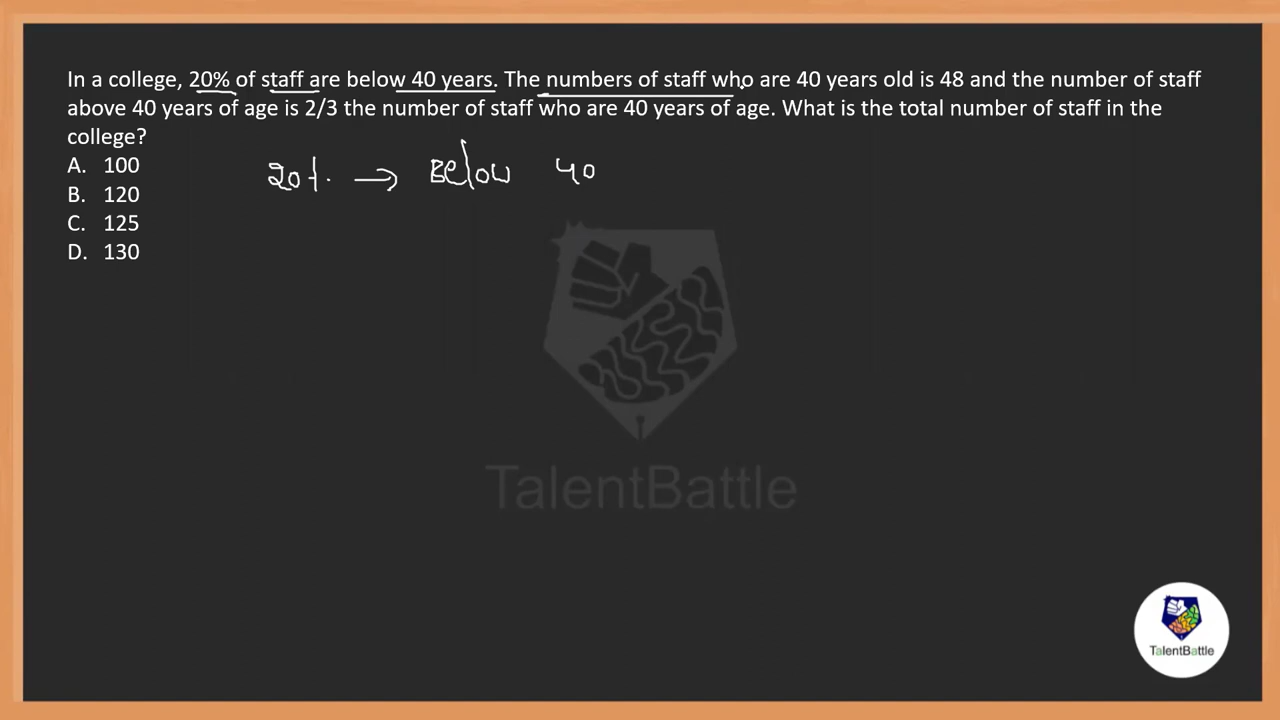 In a college, 20% of staff are below 40 years. The numbers of staff who are 40 years old is 48 and the number of staff
above 40 years of age is 2/3 the number of staff who are 40 years of age. What is the total number of staff in the
college?
A. 100
B. 120
C. 125
D. 130
20%. → Below 40
TalentBattle
TalentBattle